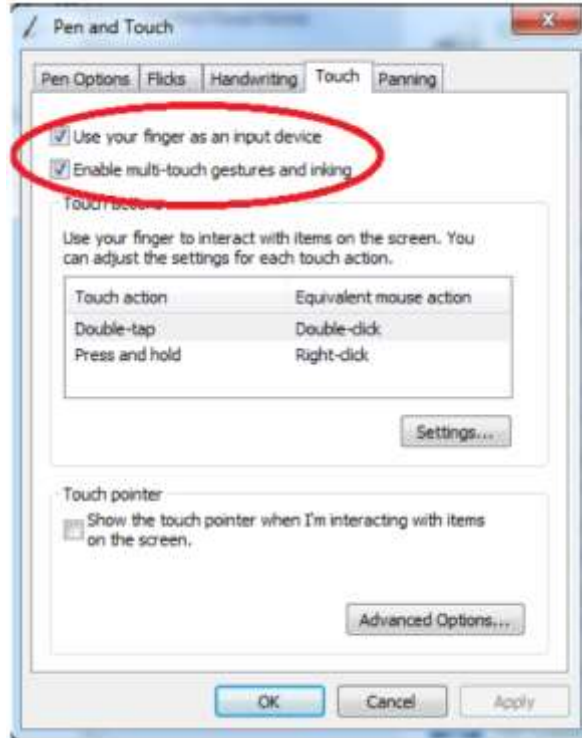 Pen and Touch
Pen Options Flicks Handwriting Touch Panning
Use your finger as an input device
Enable multi-touch gestures and inking
Touch actions
Use your finger to interact with items on the screen. You
can adjust the settings for each touch action.
Touch action Equivalent mouse action
Double-tap Double-click
Press and hold Right-click
Settings...
Touch pointer
Show the touch pointer when I'm interacting with items
on the screen.
Advanced Options...
OK Cancel Apply